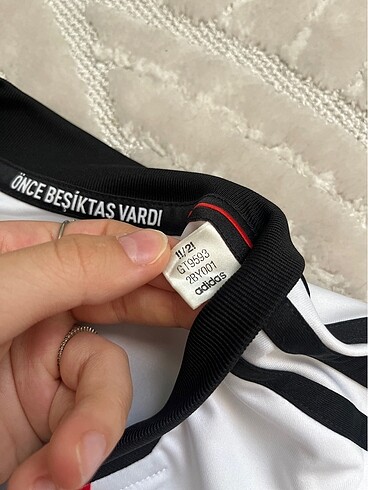 ÖNCE BEŞİKTAŞ VARDI
11/21
GT9593
2BY001
adidas